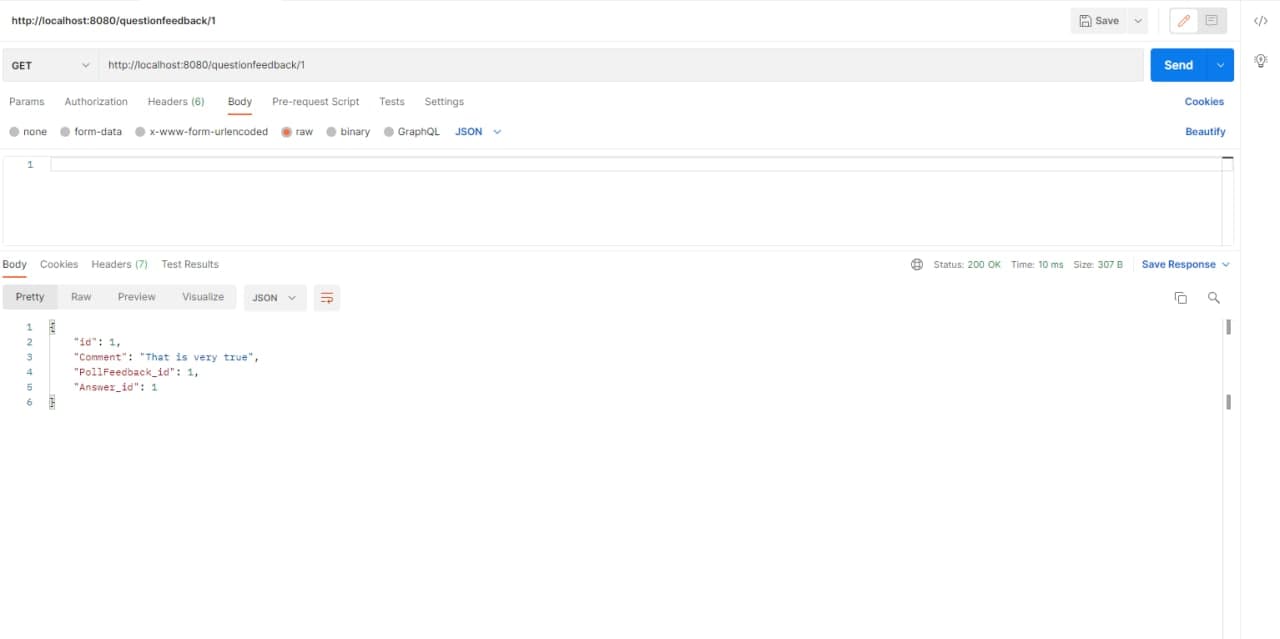 http://localhost:8080/questionfeedback/1
Save
GET http://localhost:8080/questionfeedback/1 Send
Params Authorization Headers (6) Body Pre-request Script Tests Settings Cookies
none form-data x-www-form-urlencoded raw binary GraphQL JSON Beautify
1
Body Cookies Headers (7) Test Results Status: 200 OK Time: 10 ms Size: 307 B Save Response
Pretty Raw Preview Visualize JSON
1 {
2 "id": 1,
3 "Comment": "That is very true",
4 "PollFeedback_id": 1,
5 "Answer_id": 1
6 }